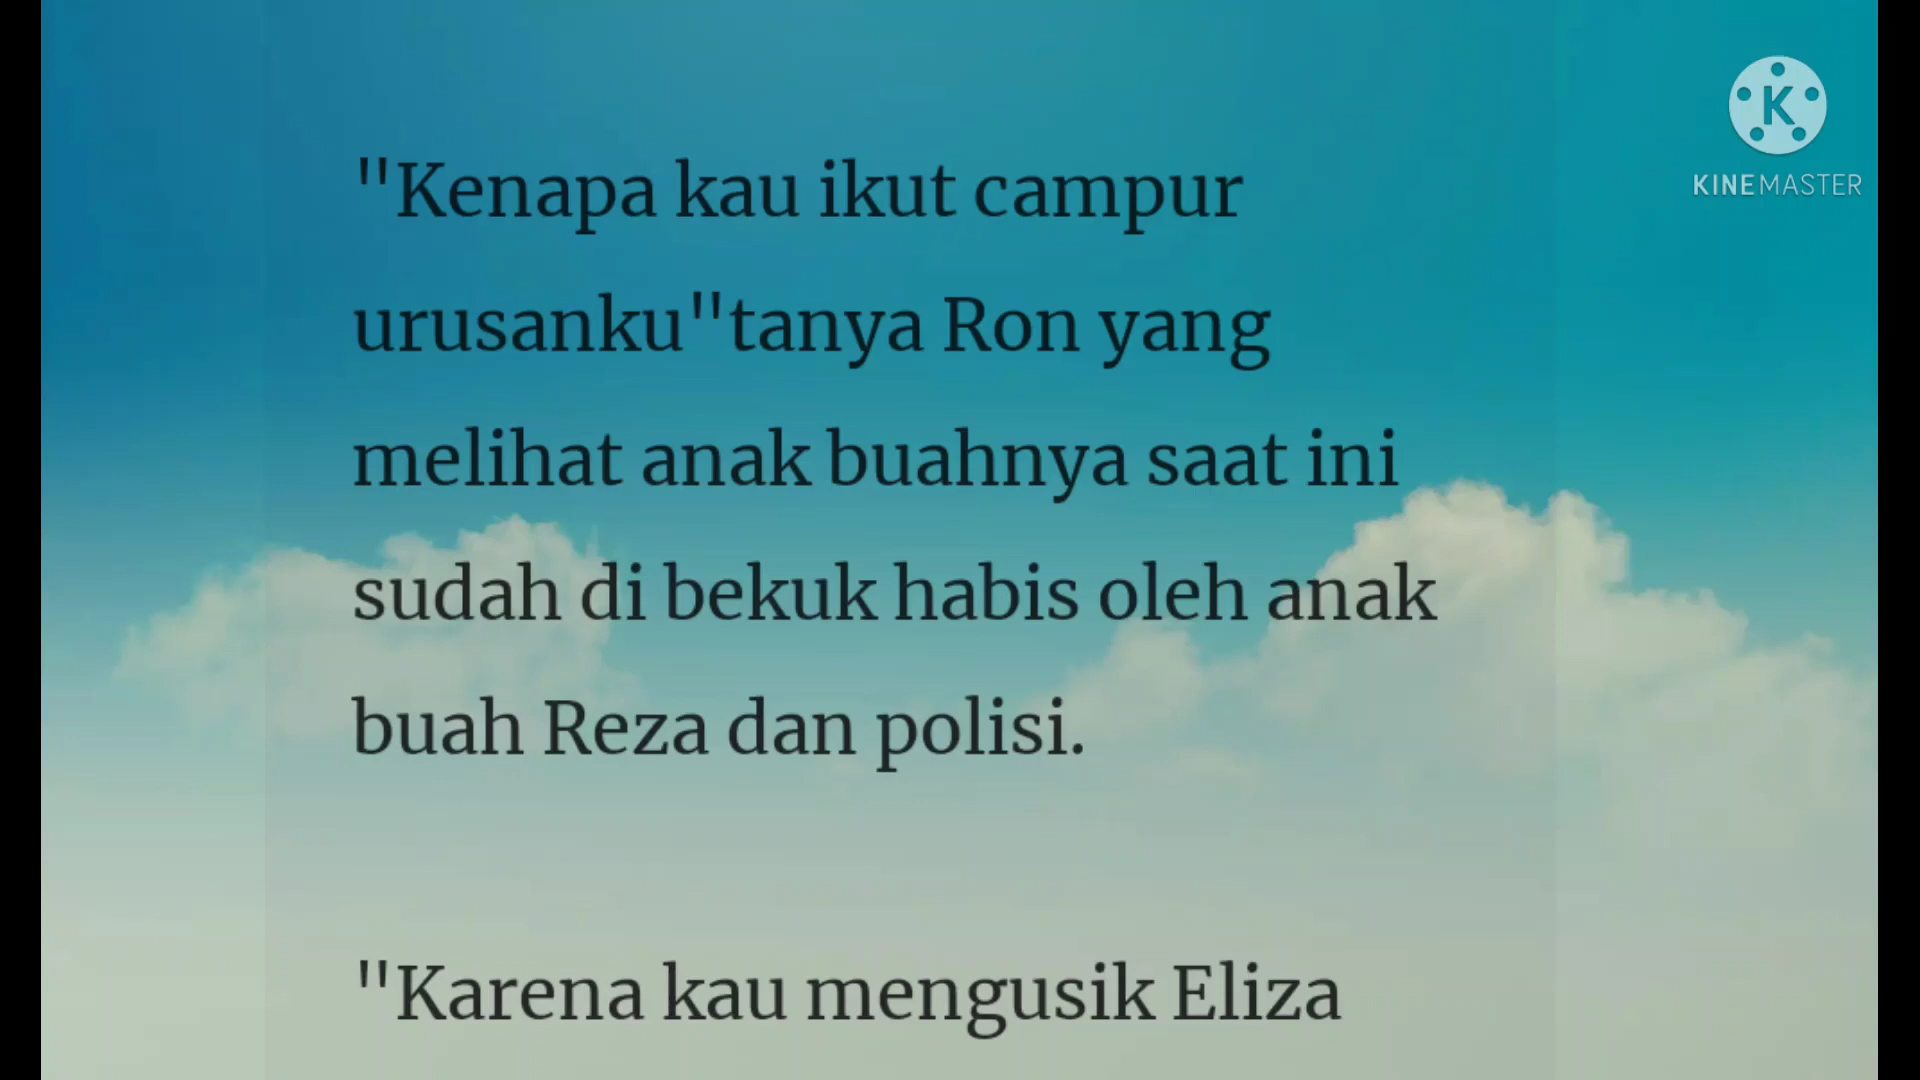 K
KINEMASTER
"Kenapa kau ikut campur
urusanku"tanya Ron yang
melihat anak buahnya saat ini
sudah di bekuk habis oleh anak
buah Reza dan polisi.
"Karena kau mengusik Eliza